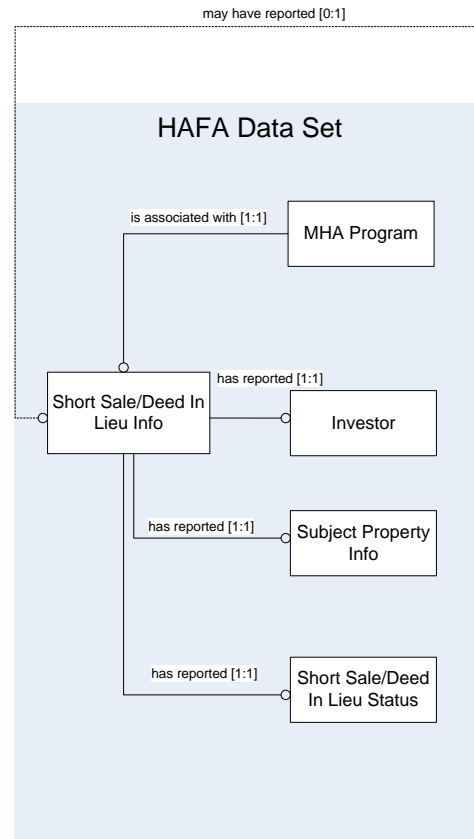 may have reported [0:1]
HAFA Data Set
is associated with [1:1]
MHA Program
has reported [1:1]
Short Sale/Deed In
Lieu Info
Investor
has reported [1:1]
Subject Property
Info
has reported [1:1]
Short Sale/Deed
In Lieu Status